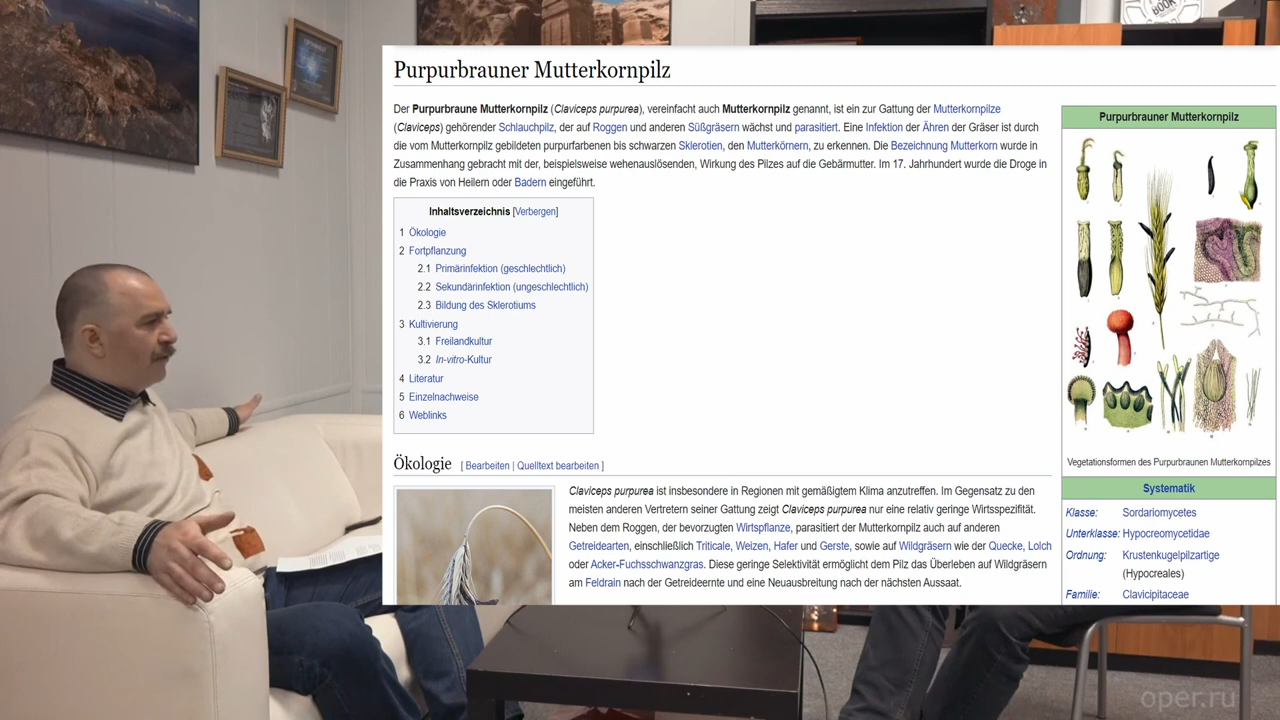 Purpurbrauner Mutterkornpilz
Der Purpurbraune Mutterkornpilz (Claviceps purpurea), vereinfacht auch Mutterkornpilz genannt, ist ein zur Gattung der Mutterkornpilze
(Claviceps) gehörender Schlauchpilz, der auf Roggen und anderen Süßgräsern wächst und parasitiert. Eine Infektion der Ähren der Gräser ist durch
die vom Mutterkornpilz gebildeten purpurfarbenen bis schwarzen Sklerotien, den Mutterkörnern, zu erkennen. Die Bezeichnung Mutterkorn wurde in
Zusammenhang gebracht mit der, beispielsweise wehenauslösenden, Wirkung des Pilzes auf die Gebärmutter. Im 17. Jahrhundert wurde die Droge in
die Praxis von Heilern oder Badern eingeführt.
Inhaltsverzeichnis [Verbergen]
1 Ökologie
2 Fortpflanzung
2.1 Primärinfektion (geschlechtlich)
2.2 Sekundärinfektion (ungeschlechtlich)
2.3 Bildung des Sklerotiums
3 Kultivierung
3.1 Freilandkultur
3.2 In-vitro-Kultur
4 Literatur
5 Einzelnachweise
6 Weblinks
Ökologie [ Bearbeiten | Quelltext bearbeiten ]
Claviceps purpurea ist insbesondere in Regionen mit gemäßigtem Klima anzutreffen. Im Gegensatz zu den
meisten anderen Vertretern seiner Gattung zeigt Claviceps purpurea nur eine relativ geringe Wirtsspezifität.
Neben dem Roggen, der bevorzugten Wirtspflanze, parasitiert der Mutterkornpilz auch auf anderen
Getreidearten, einschließlich Triticale, Weizen, Hafer und Gerste, sowie auf Wildgräsern wie der Quecke, Lolch
oder Acker-Fuchsschwanzgras. Diese geringe Selektivität ermöglicht dem Pilz das Überleben auf Wildgräsern
am Feldrain nach der Getreideernte und eine Neuausbreitung nach der nächsten Aussaat.
Purpurbrauner Mutterkornpilz
Vegetationsformen des Purpurbraunen Mutterkornpilzes
Systematik
Klasse: Sordariomycetes
Unterklasse: Hypocreomycetidae
Ordnung: Krustenkugelpilzartige
(Hypocreales)
Familie: Clavicipitaceae
oper.ru